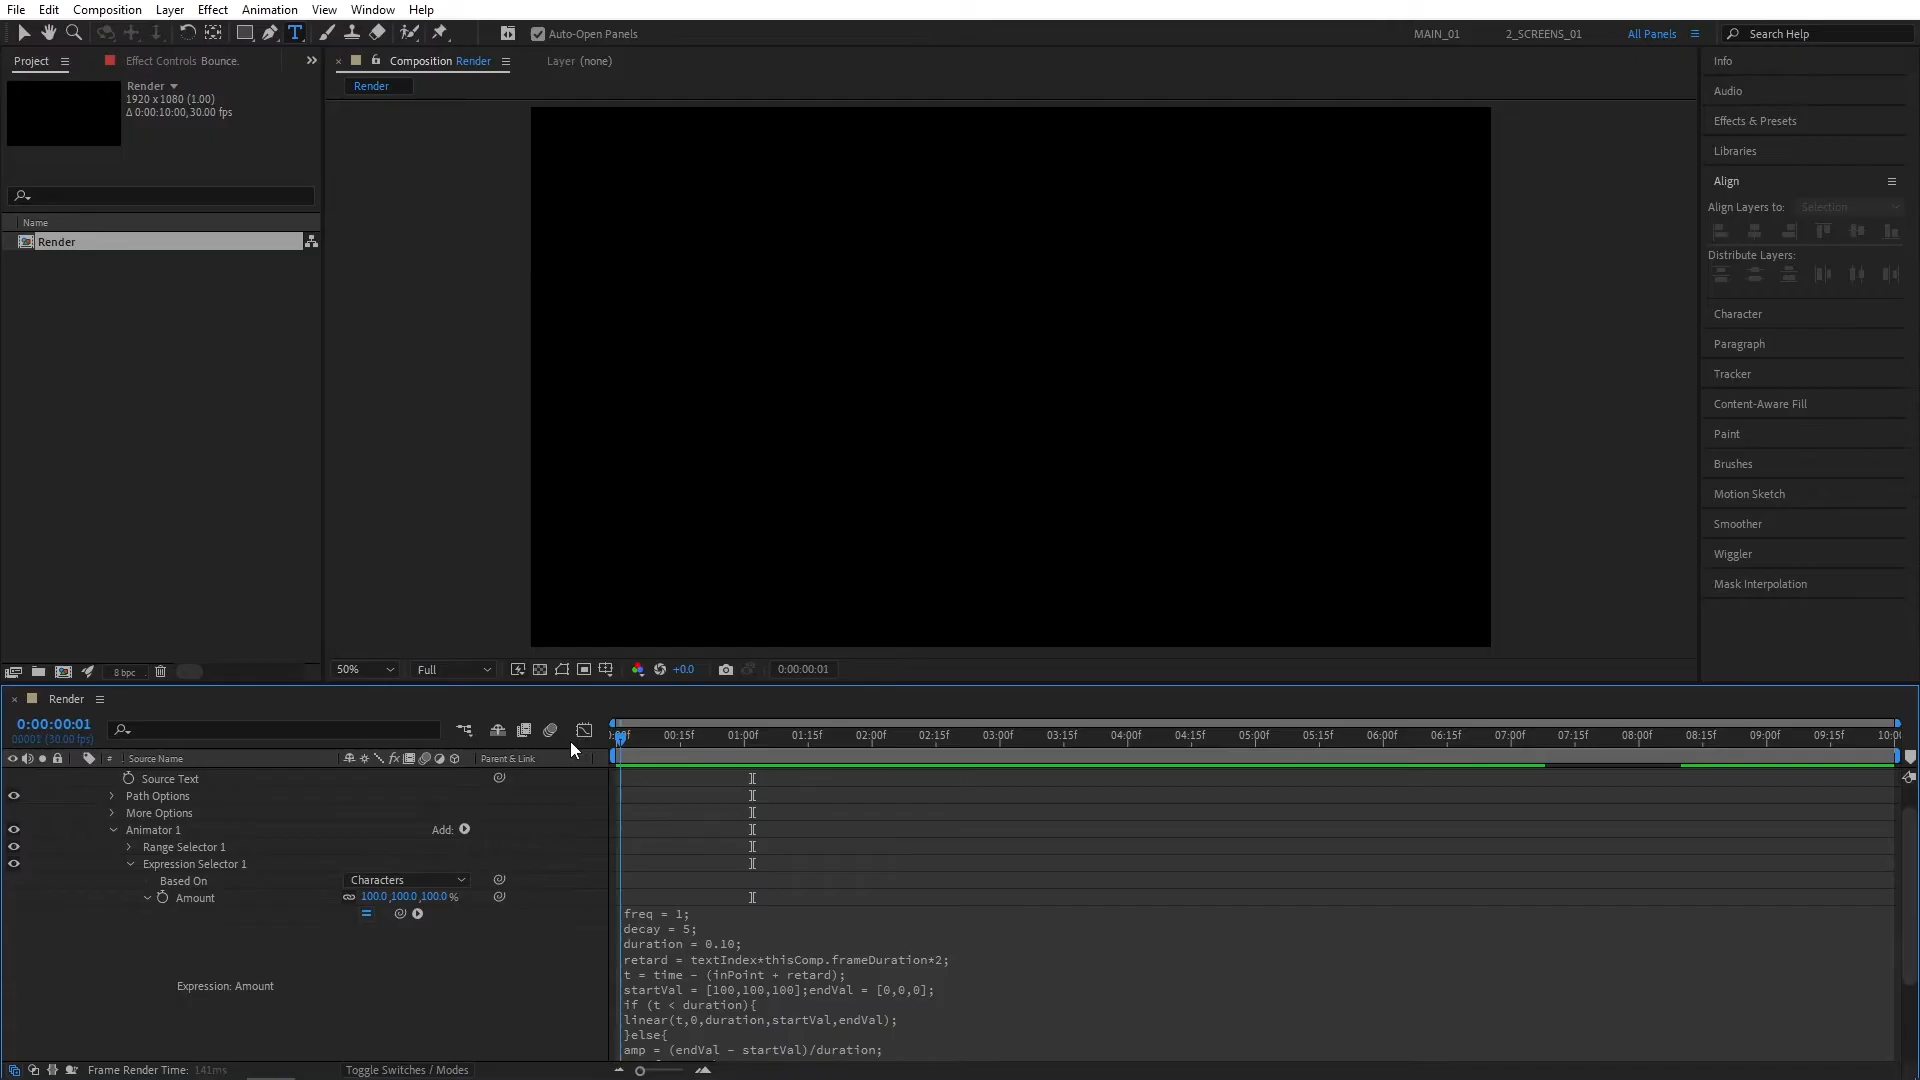 File Edit Composition Layer Effect Animation View Window Help
Auto-Open Panels MAIN_01 2_SCREENS_01 All Panels Search Help
Project Effect Controls Bounce. Composition Render Layer (none)
Render
Render
1920 x 1080 (1.00)
Δ 0:00:10:00, 30.00 fps
Name
Render
Info
Audio
Effects & Presets
Libraries
Align
Align Layers to: Selection
Distribute Layers:
Character
Paragraph
Tracker
Content-Aware Fill
Paint
Brushes
Motion Sketch
Smoother
Wiggler
Mask Interpolation
8 bpc 50% Full +0.0 0:00:00:01
Render
0:00:00:01
00001 (30.00 fps)
00:15f 01:00f 01:15f 02:00f 02:15f 03:00f 03:15f 04:00f 04:15f 05:00f 05:15f 06:00f 06:15f 07:00f 07:15f 08:00f 08:15f 09:00f 09:15f
# Source Name fx Parent & Link
Source Text
Path Options
More Options
Animator 1 Add:
Range Selector 1
Expression Selector 1
Based On Characters
Amount 100.0,100.0,100.0%
Expression: Amount
freq = 1;
decay = 5;
duration = 0.10;
retard = textIndex*thisComp.frameDuration*2;
t = time - (inPoint + retard);
startVal = [100,100,100];endVal = [0,0,0];
if (t < duration){
linear(t,0,duration,startVal,endVal);
}else{
amp = (endVal - startVal)/duration;
Frame Render Time: 141ms Toggle Switches / Modes